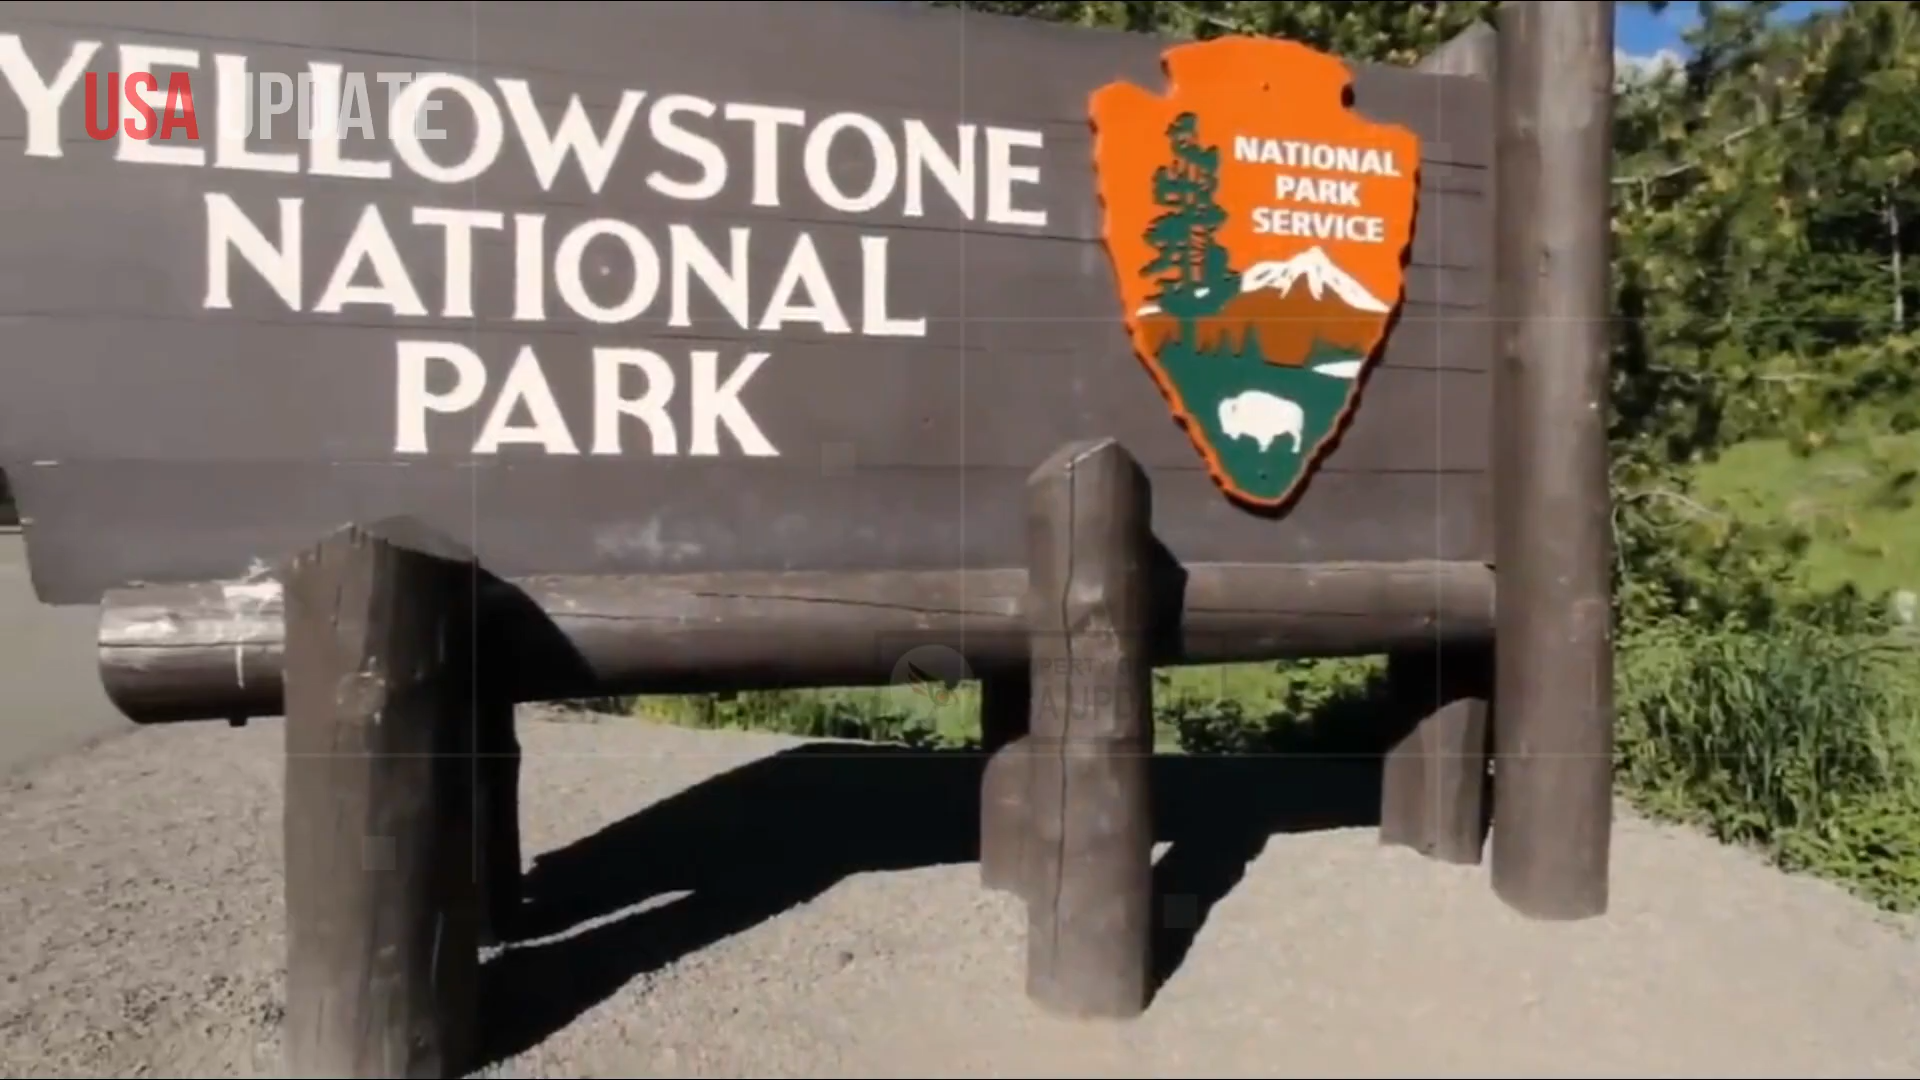 USA UPDATE
YELLOWSTONE
NATIONAL
PARK
NATIONAL
PARK
SERVICE